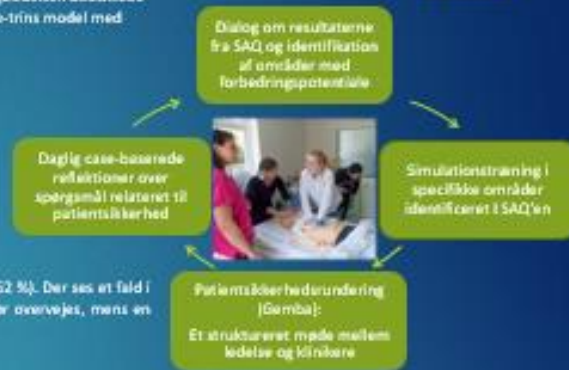 -trins model med
Dialog om resultaterne
fra SAQ og identifikation
af områder med
forbedringspotentiale
Daglig case-baserede
reflektioner over
spørgsmål relateret til
patientsikkerhed
Simulationstræning i
specifikke områder
identificeret i SAQ'en
52 %). Der ses et fald i
er overvejes, mens en
Patientsikkerhedsrundering
(Gemba):
Et struktureret møde mellem
ledelse og klinikere